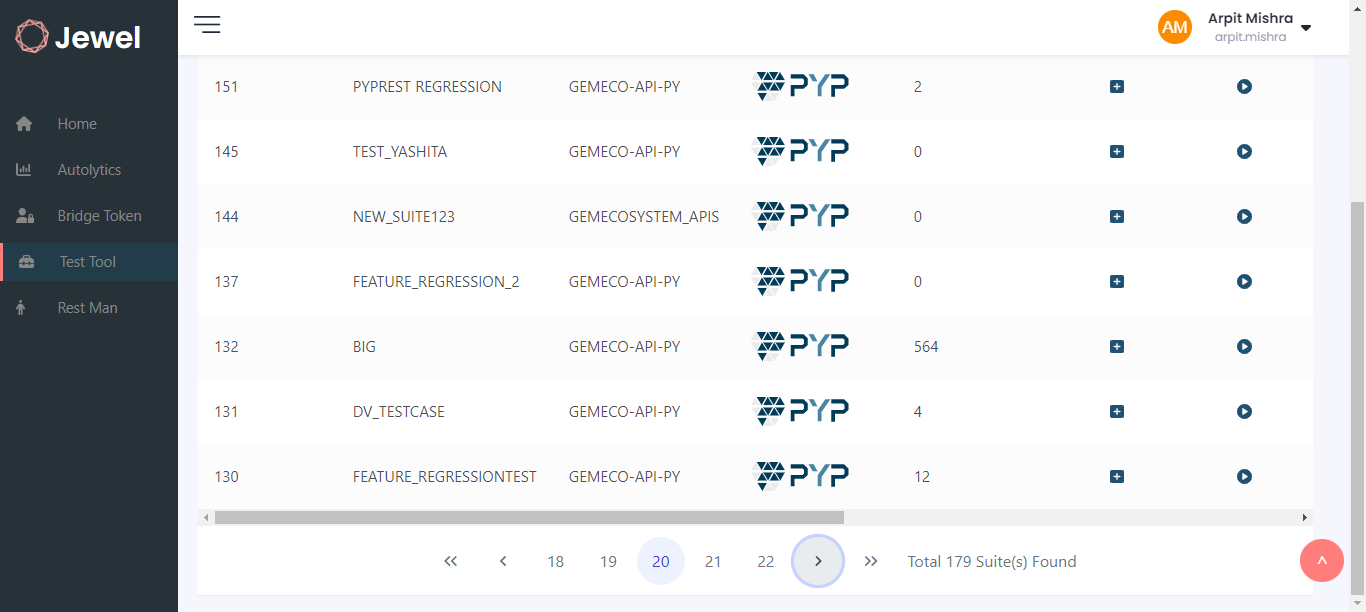 Jewel
AM
Arpit Mishra
arpit.mishra
Home
Autolytics
Bridge Token
Test Tool
Rest Man
151 PYPREST REGRESSION GEMECO-API-PY PYP 2
145 TEST_YASHITA GEMECO-API-PY PYP 0
144 NEW_SUITE123 GEMECOSYSTEM_APIS PYP 0
137 FEATURE_REGRESSION_2 GEMECO-API-PY PYP 0
132 BIG GEMECO-API-PY PYP 564
131 DV_TESTCASE GEMECO-API-PY PYP 4
130 FEATURE_REGRESSIONTEST GEMECO-API-PY PYP 12
18 19 20 21 22 Total 179 Suite(s) Found